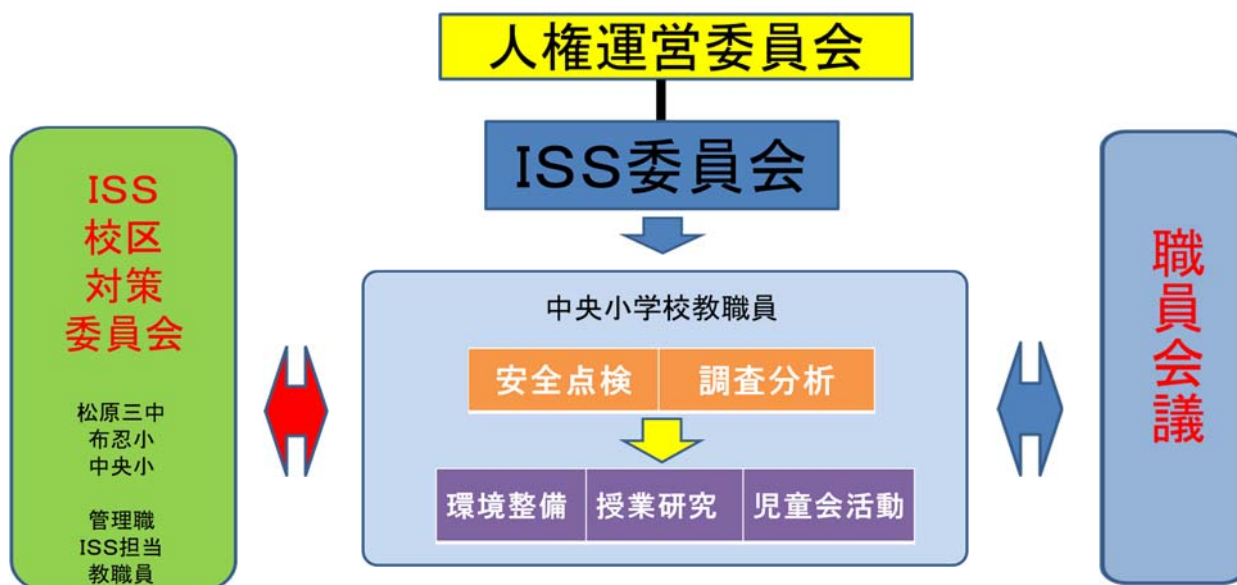 人権運営委員会
ISS委員会
ISS
校区
対策
委員会
松原三中
布忍小
中央小
管理職
ISS担当
教職員
中央小学校教職員
安全点検
調査分析
環境整備
授業研究
児童会活動
職員会議